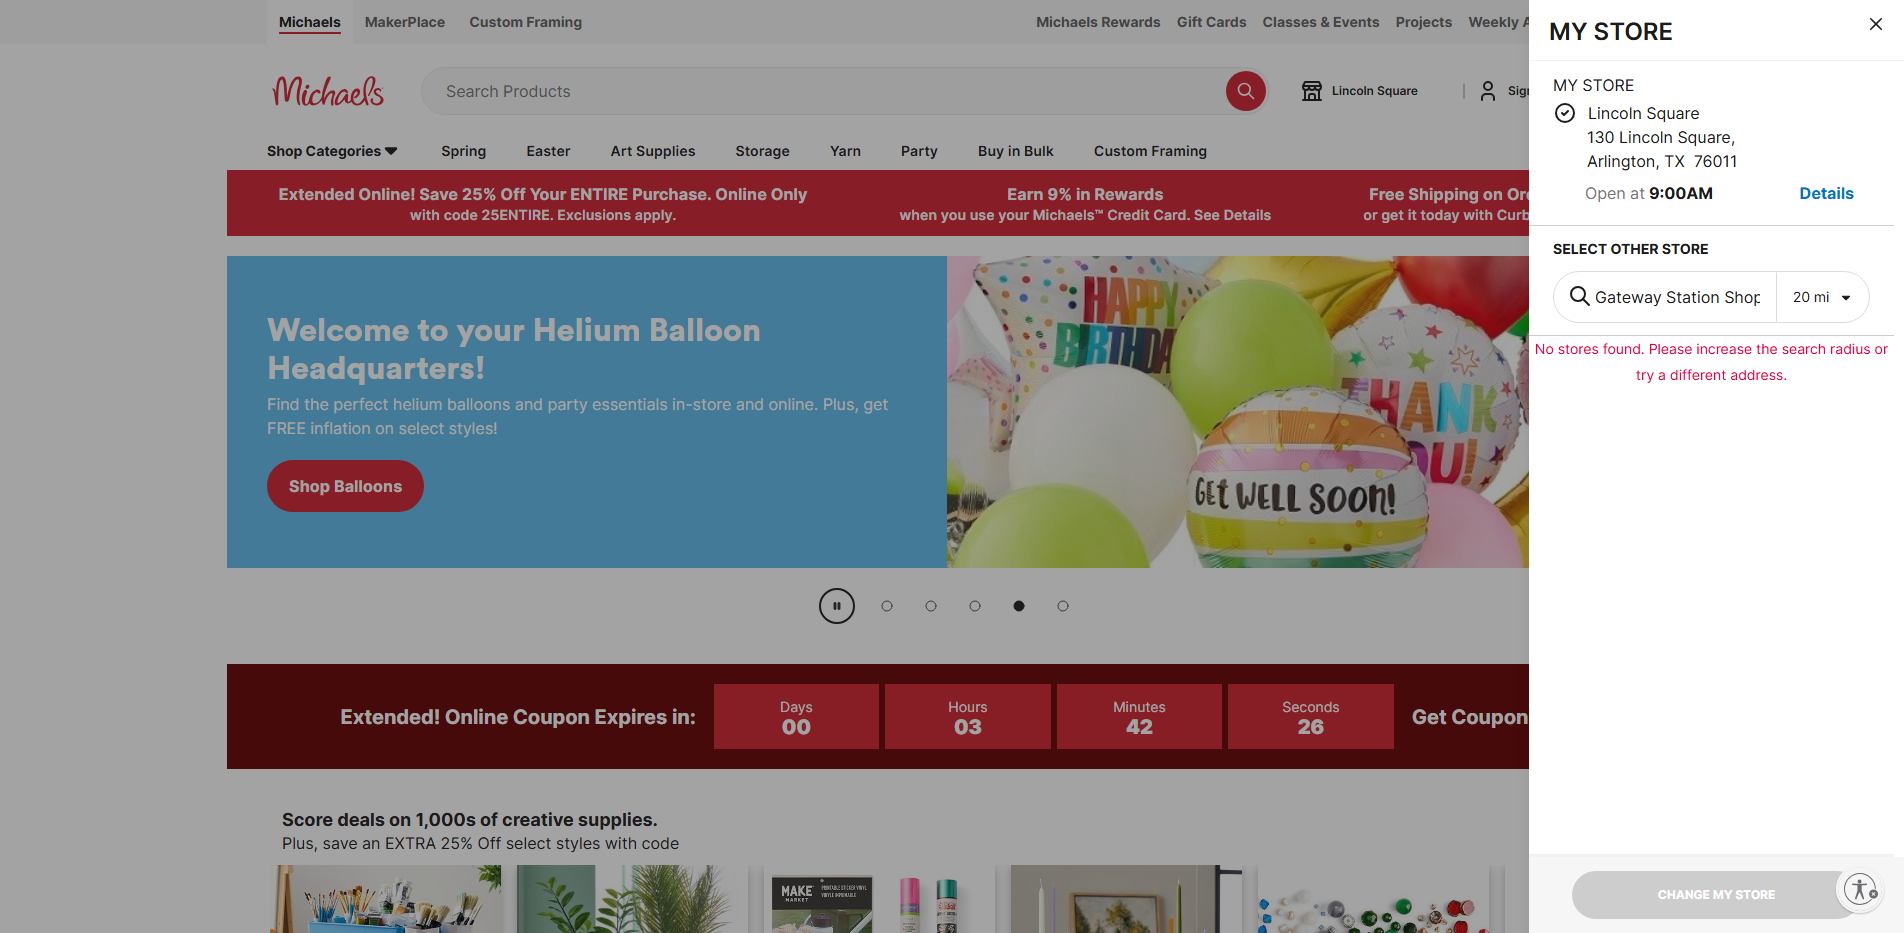 Michaels
MakerPlace
Custom Framing
Michaels Rewards
Gift Cards
Classes & Events
Projects
Weekly A
Michaels
Search Products
Lincoln Square
Sign
Shop Categories
Spring
Easter
Art Supplies
Storage
Yarn
Party
Buy in Bulk
Custom Framing
Extended Online! Save 25% Off Your ENTIRE Purchase. Online Only
with code 25ENTIRE. Exclusions apply.
Earn 9% in Rewards
when you use your Michaels™ Credit Card. See Details
Free Shipping on Ord
or get it today with Curb
Welcome to your Helium Balloon
Headquarters!
Find the perfect helium balloons and party essentials in-store and online. Plus, get
FREE inflation on select styles!
Shop Balloons
HAPPY
BIRTHDA
THANK
YOU!
GET WELL SOON!
Extended! Online Coupon Expires in:
Days
00
Hours
03
Minutes
42
Seconds
26
Get Coupon
Score deals on 1,000s of creative supplies.
Plus, save an EXTRA 25% Off select styles with code
MAKE
MARKET
PRINTABLE STICKER VINYL
MY STORE
MY STORE
Lincoln Square
130 Lincoln Square,
Arlington, TX 76011
Open at 9:00AM
Details
SELECT OTHER STORE
Gateway Station Shop
20 mi
No stores found. Please increase the search radius or
try a different address.
CHANGE MY STORE